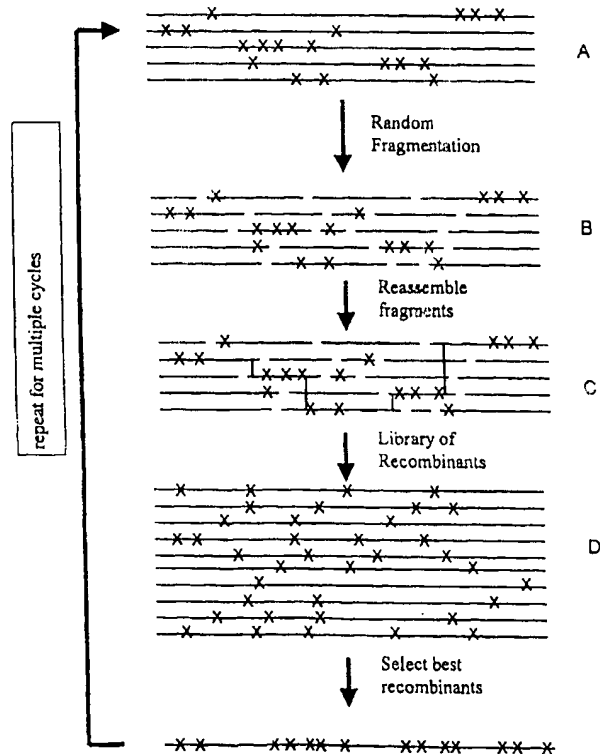 A
Random
Fragmentation
B
Reassemble
fragments
C
Library of
Recombinants
D
Select best
recombinants
repeat for multiple cycles